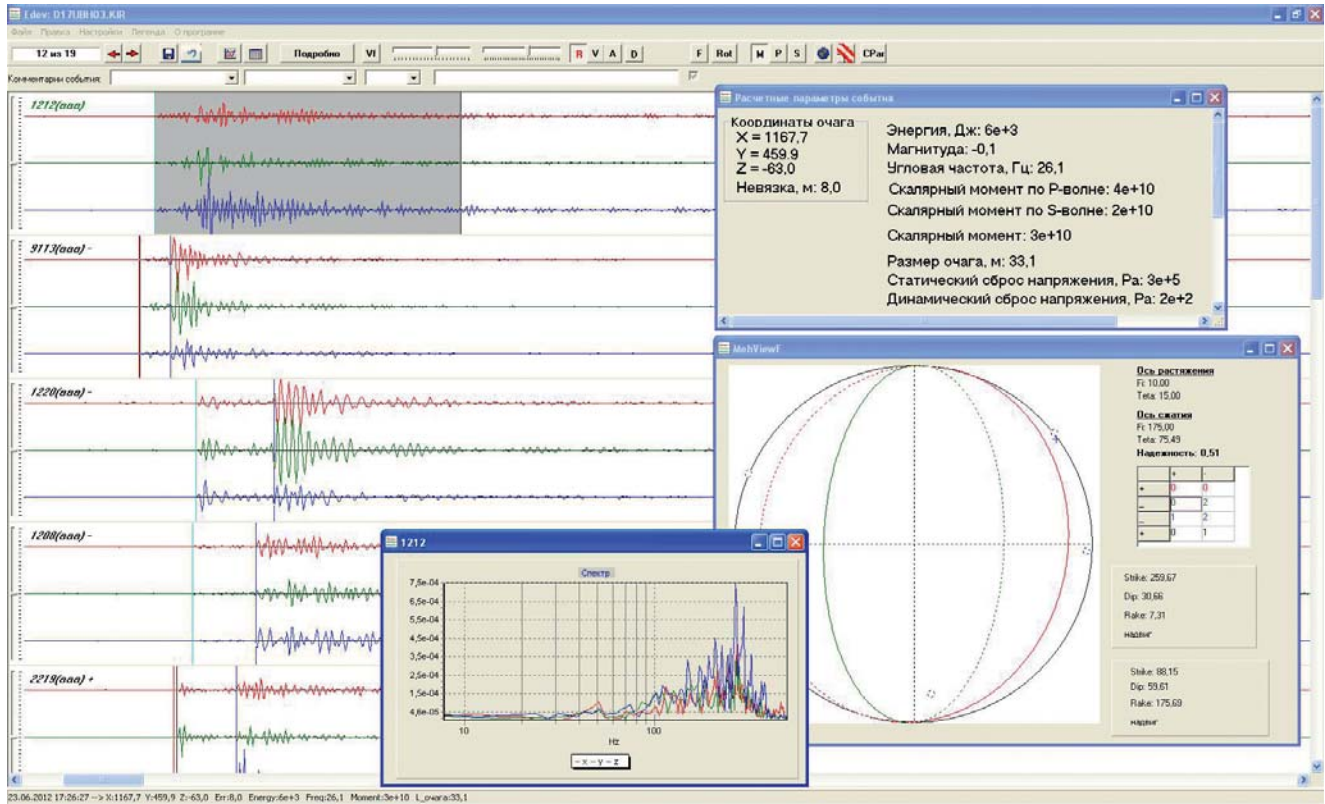 Edev: D17UBH03.KIR
Файл Правка Настройки Легенда О программе
12 из 19 Подробно VI R V A D F Rot M P S CPar
Комментарии события:
1212(aaa)
9113(aaa) -
1220(aaa) -
1208(aaa) -
2219(aaa) +
Расчетные параметры события
Координаты очага
X = 1167,7
Y = 459.9
Z = -63,0
Невязка, м: 8,0
Энергия, Дж: 6e+3
Магнитуда: -0,1
Угловая частота, Гц: 26,1
Скалярный момент по P-волне: 4e+10
Скалярный момент по S-волне: 2e+10
Скалярный момент: 3e+10
Размер очага, м: 33,1
Статический сброс напряжения, Pa: 3e+5
Динамический сброс напряжения, Pa: 2e+2
MehViewF
Ось растяжения
Fi: 10,00
Teta: 15,00
Ось сжатия
Fi: 175,00
Teta: 75,49
Надежность: 0,51
+ -
+ 0 0
_ 0 2
_ 1 2
+ 0 1
Strike: 259,67
Dip: 30,66
Rake: 7,31
надвиг
Strike: 88,15
Dip: 59,61
Rake: 175,69
надвиг
1212
Спектр
7,5e-04
6,5e-04
5,5e-04
4,5e-04
3,5e-04
2,5e-04
1,5e-04
4,6e-05
10 100
Hz
- x - y - z
23.06.2012 17:26:27 --> X:1167,7 Y:459,9 Z:-63,0 Err:8,0 Energy:6e+3 Freq:26,1 Moment:3e+10 L_очага:33,1